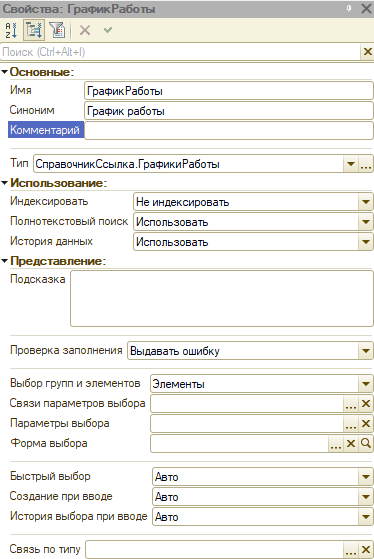 Свойства: ГрафикРаботы
Поиск (Ctrl+Alt+I)
Основные:
Имя ГрафикРаботы
Синоним График работы
Комментарий
Тип СправочникСсылка.ГрафикиРаботы ...
Использование:
Индексировать Не индексировать
Полнотекстовый поиск Использовать
История данных Использовать
Представление:
Подсказка
Проверка заполнения Выдавать ошибку
Выбор групп и элементов Элементы
Связи параметров выбора ...
Параметры выбора ...
Форма выбора ...
Быстрый выбор Авто
Создание при вводе Авто
История выбора при вводе Авто
Связь по типу ...